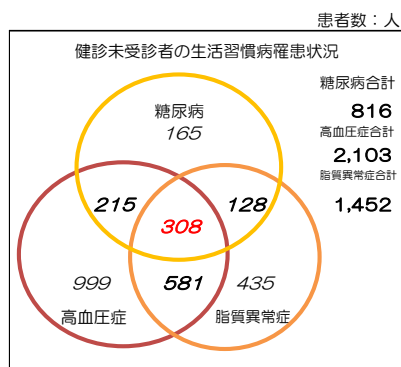 患者数：人
健診未受診者の生活習慣病罹患状況
糖尿病
165
糖尿病合計
816
高血圧症合計
2,103
脂質異常症合計
1,452
215
128
308
999
581
435
高血圧症
脂質異常症